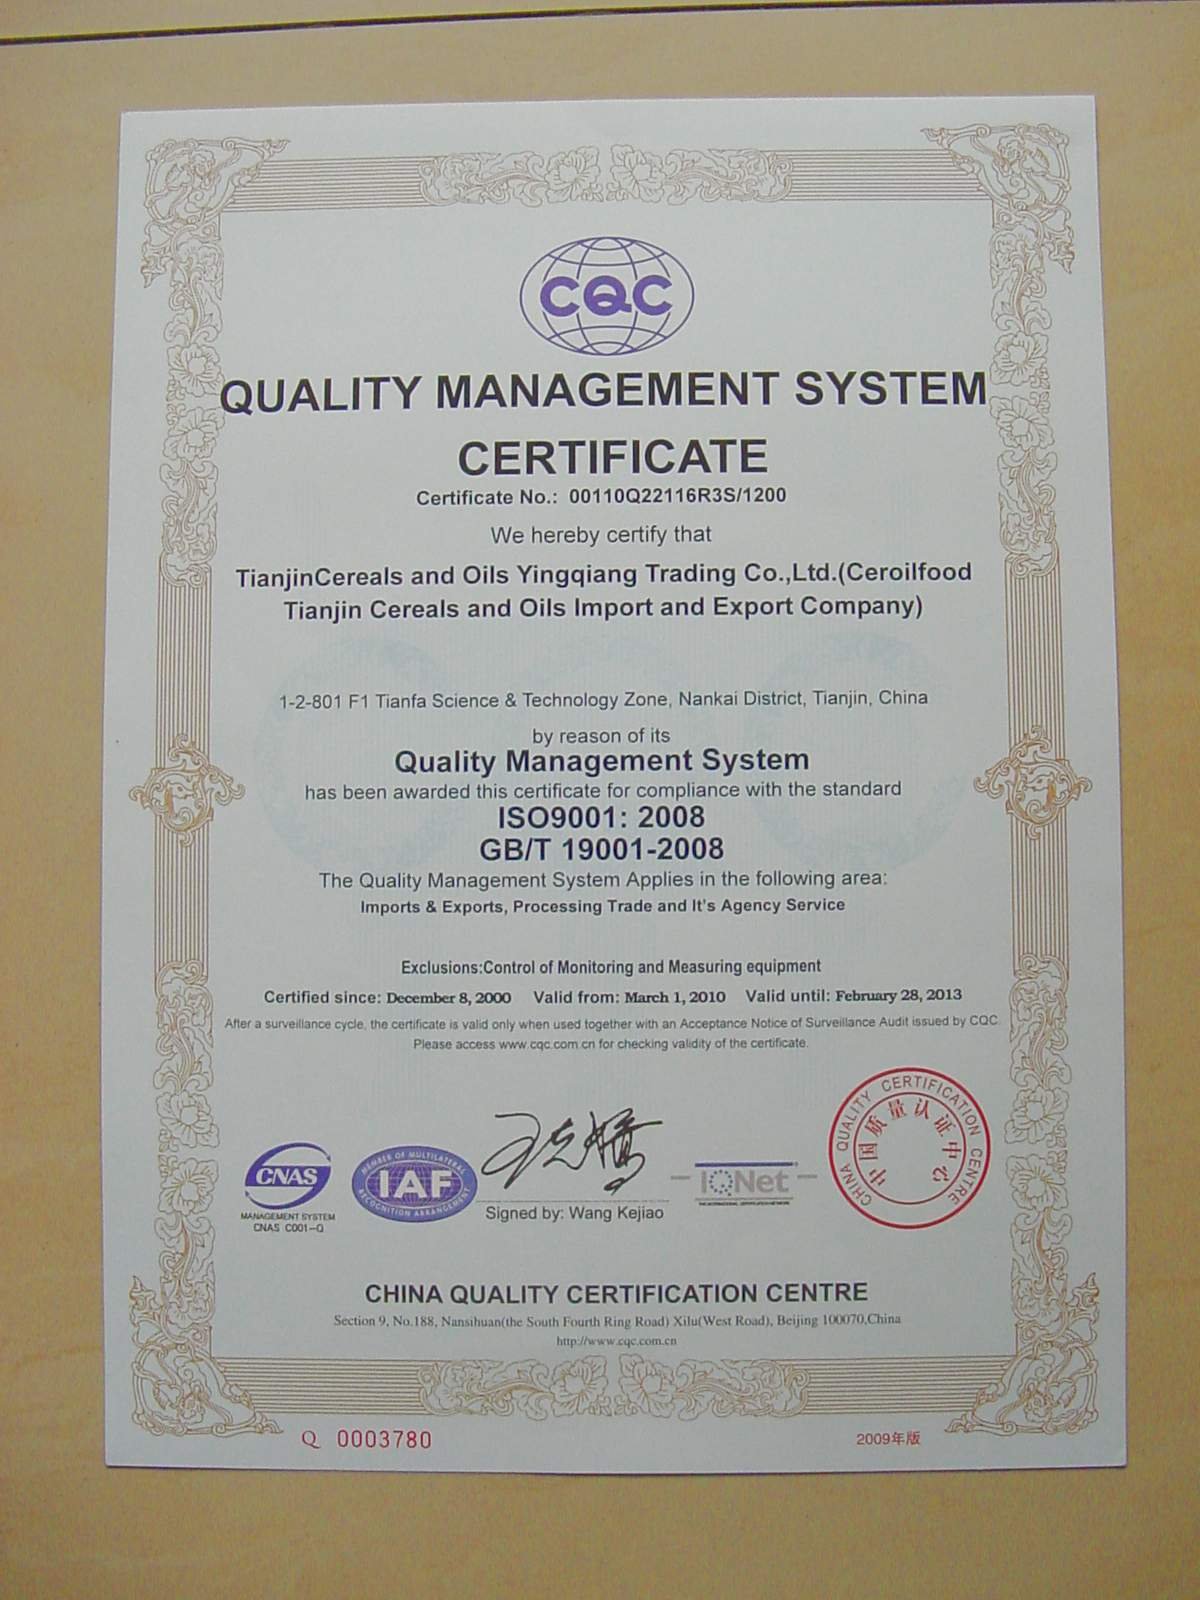 CQC
QUALITY MANAGEMENT SYSTEM
CERTIFICATE
Certificate No.: 00110Q22116R3S/1200
We hereby certify that
TianjinCereals and Oils Yingqiang Trading Co.,Ltd.(Ceroilfood
Tianjin Cereals and Oils Import and Export Company)
1-2-801 F1 Tianfa Science & Technology Zone, Nankai District, Tianjin, China
by reason of its
Quality Management System
has been awarded this certificate for compliance with the standard
ISO9001: 2008
GB/T 19001-2008
The Quality Management System Applies in the following area:
Imports & Exports, Processing Trade and It's Agency Service
Exclusions:Control of Monitoring and Measuring equipment
Certified since: December 8, 2000 Valid from: March 1, 2010 Valid until: February 28, 2013
After a surveillance cycle, the certificate is valid only when used together with an Acceptance Notice of Surveillance Audit issued by CQC.
Please access www.cqc.com.cn for checking validity of the certificate.
CNAS
MANAGEMENT SYSTEM
CNAS C001-Q
MEMBER OF MULTILATERAL
IAF
RECOGNITION ARRANGEMENT
Signed by: Wang Kejiao
IQNet
THE INTERNATIONAL CERTIFICATION NETWORK
CHINA QUALITY CERTIFICATION CENTRE
中国质量认证中心
CHINA QUALITY CERTIFICATION CENTRE
Section 9, No.188, Nansihuan(the South Fourth Ring Road) Xilu(West Road), Beijing 100070,China
http://www.cqc.com.cn
Q 0003780
2009年版